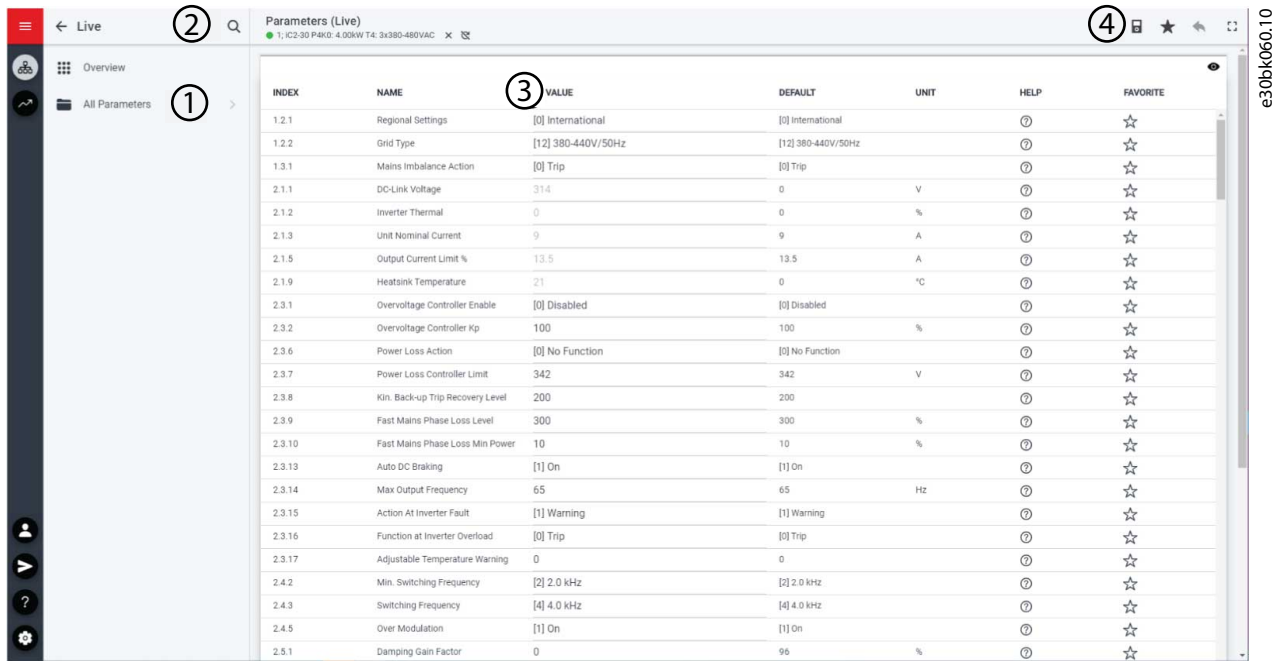 Live
2
Parameters (Live)
1; iC2-30 P4K0: 4.00kW T4: 3x380-480VAC
4
e30bk060.10
Overview
All Parameters 1
3
INDEX NAME VALUE DEFAULT UNIT HELP FAVORITE
1.2.1 Regional Settings [0] International [0] International
1.2.2 Grid Type [12] 380-440V/50Hz [12] 380-440V/50Hz
1.3.1 Mains Imbalance Action [0] Trip [0] Trip
2.1.1 DC-Link Voltage 314 0 V
2.1.2 Inverter Thermal 0 0 %
2.1.3 Unit Nominal Current 9 9 A
2.1.5 Output Current Limit % 13.5 13.5 A
2.1.9 Heatsink Temperature 21 0 °C
2.3.1 Overvoltage Controller Enable [0] Disabled [0] Disabled
2.3.2 Overvoltage Controller Kp 100 100 %
2.3.6 Power Loss Action [0] No Function [0] No Function
2.3.7 Power Loss Controller Limit 342 342 V
2.3.8 Kin. Back-up Trip Recovery Level 200 200
2.3.9 Fast Mains Phase Loss Level 300 300 %
2.3.10 Fast Mains Phase Loss Min Power 10 10 %
2.3.13 Auto DC Braking [1] On [1] On
2.3.14 Max Output Frequency 65 65 Hz
2.3.15 Action At Inverter Fault [1] Warning [1] Warning
2.3.16 Function at Inverter Overload [0] Trip [0] Trip
2.3.17 Adjustable Temperature Warning 0 0
2.4.2 Min. Switching Frequency [2] 2.0 kHz [2] 2.0 kHz
2.4.3 Switching Frequency [4] 4.0 kHz [4] 4.0 kHz
2.4.5 Over Modulation [1] On [1] On
2.5.1 Damping Gain Factor 0 96 %